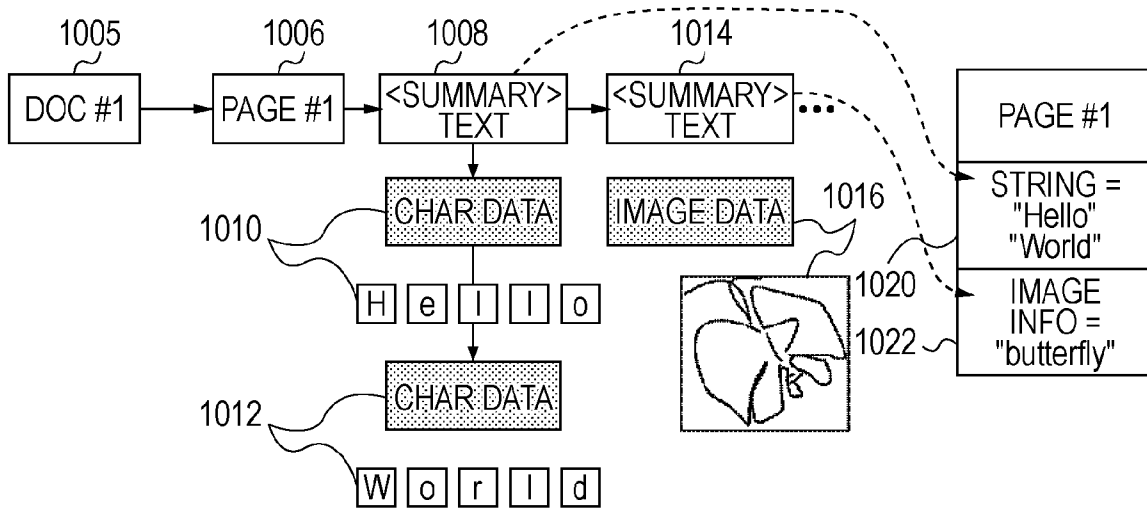 1005
1006
1008
1014
DOC #1
PAGE #1
<SUMMARY>
TEXT
<SUMMARY>
TEXT
PAGE #1
CHAR DATA
IMAGE DATA
1016
STRING =
"Hello"
"World"
1010
H e l l o
1020
IMAGE
INFO =
"butterfly"
1022
CHAR DATA
1012
W o r l d